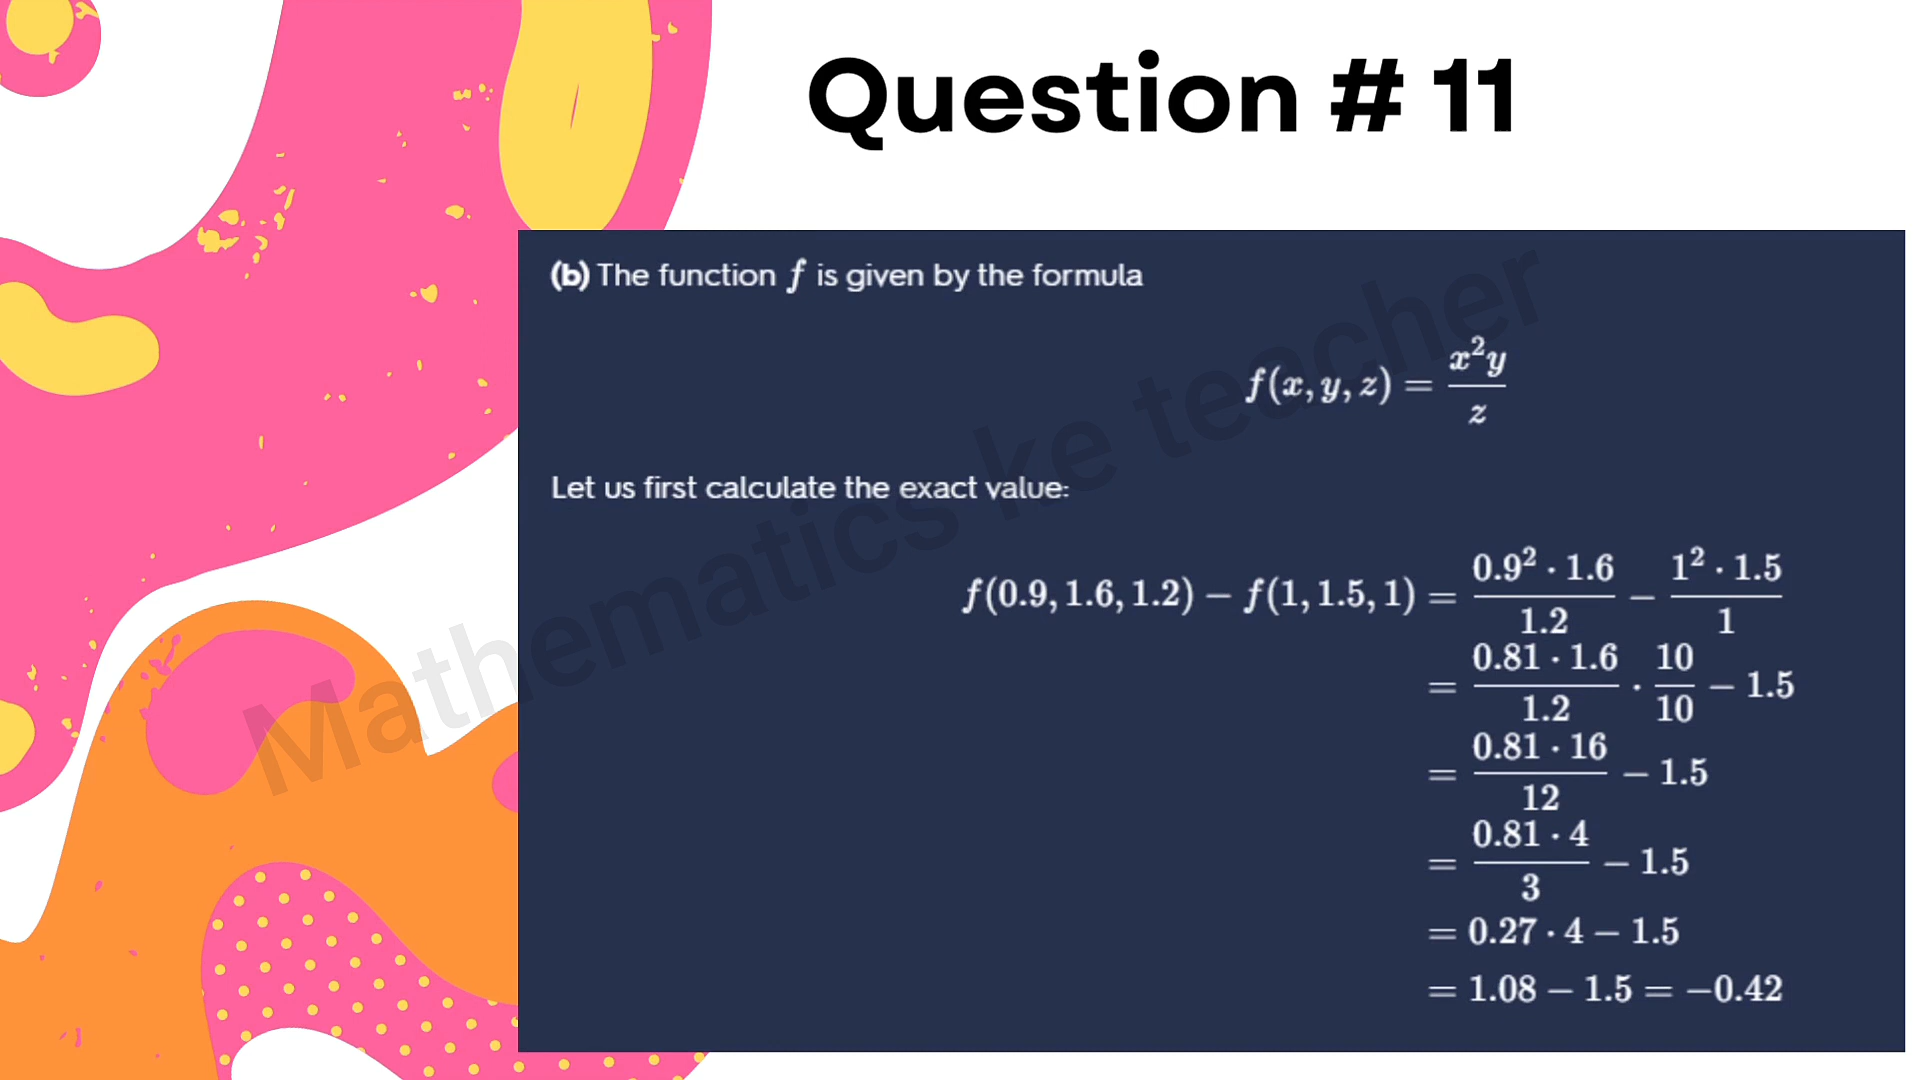 Question # 11
(b) The function f is given by the formula
f(x, y, z) = x²y / z
Let us first calculate the exact value:
f(0.9, 1.6, 1.2) − f(1, 1.5, 1) = 0.9² · 1.6 / 1.2 − 1² · 1.5 / 1
= 0.81 · 1.6 / 1.2 · 10 / 10 − 1.5
= 0.81 · 16 / 12 − 1.5
= 0.81 · 4 / 3 − 1.5
= 0.27 · 4 − 1.5
= 1.08 − 1.5 = −0.42
Mathematics ke teacher